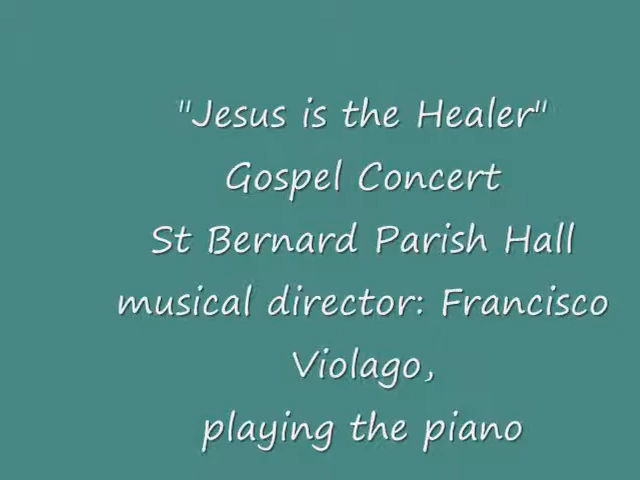 "Jesus is the Healer"
Gospel Concert
St Bernard Parish Hall
musical director: Francisco
Violago,
playing the piano